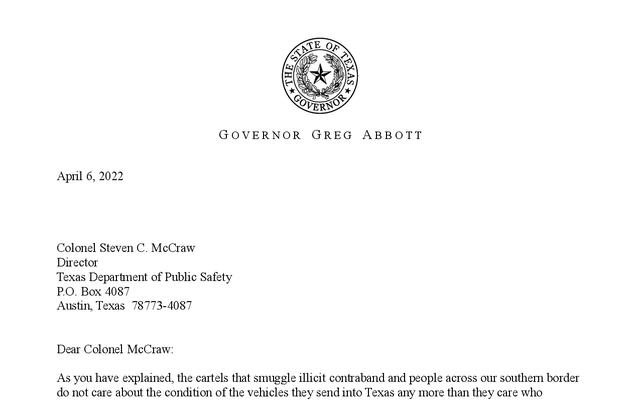 THE STATE OF TEXAS
GOVERNOR
GOVERNOR GREG ABBOTT
April 6, 2022
Colonel Steven C. McCraw
Director
Texas Department of Public Safety
P.O. Box 4087
Austin, Texas  78773-4087
Dear Colonel McCraw:
As you have explained, the cartels that smuggle illicit contraband and people across our southern border
do not care about the condition of the vehicles they send into Texas any more than they care who